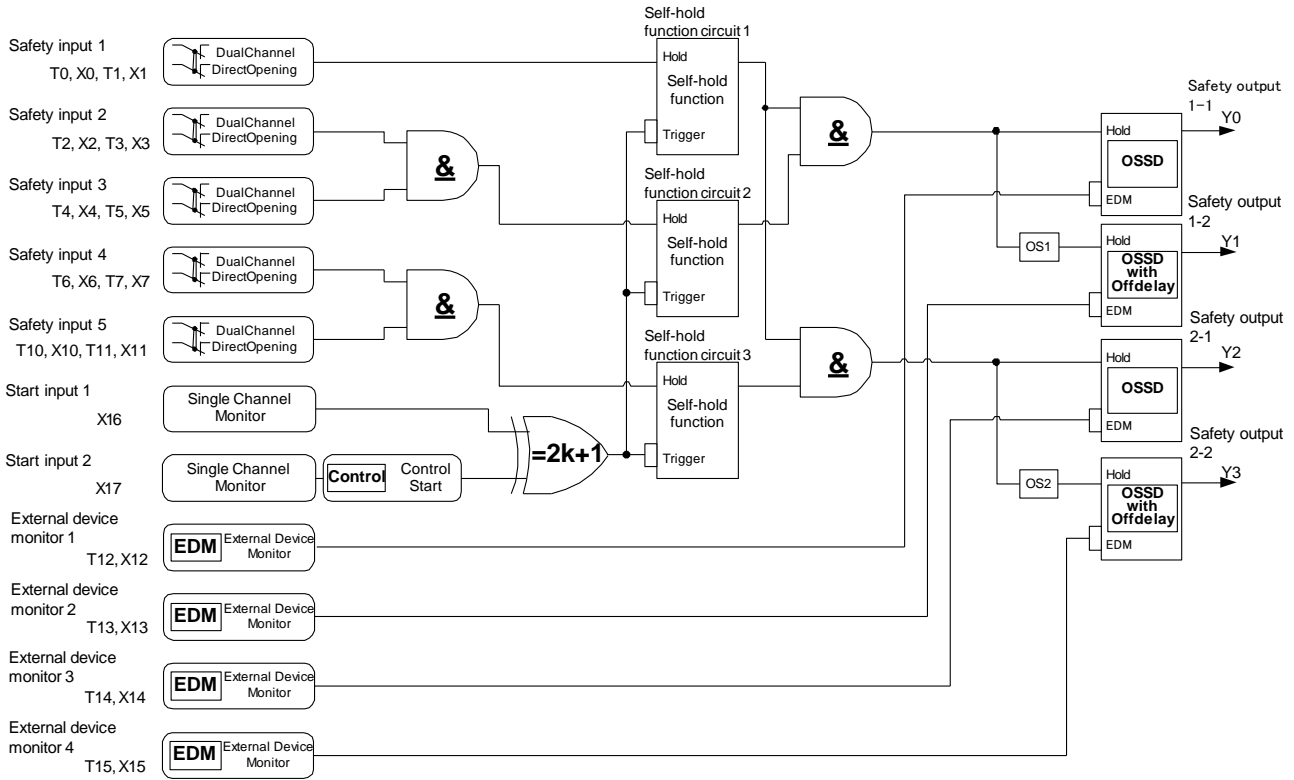 Safety input 1
T0, X0, T1, X1
DualChannel
DirectOpening
Safety input 2
T2, X2, T3, X3
DualChannel
DirectOpening
Safety input 3
T4, X4, T5, X5
DualChannel
DirectOpening
Safety input 4
T6, X6, T7, X7
DualChannel
DirectOpening
Safety input 5
T10, X10, T11, X11
DualChannel
DirectOpening
Start input 1
X16
Single Channel
Monitor
Start input 2
X17
Single Channel
Monitor
Control
Control
Start
External device
monitor 1
T12, X12
EDM
External Device
Monitor
External device
monitor 2
T13, X13
EDM
External Device
Monitor
External device
monitor 3
T14, X14
EDM
External Device
Monitor
External device
monitor 4
T15, X15
EDM
External Device
Monitor
&
&
=2k+1
Self-hold
function circuit 1
Hold
Self-hold
function
Trigger
Self-hold
function circuit 2
Hold
Self-hold
function
Trigger
Self-hold
function circuit 3
Hold
Self-hold
function
Trigger
&
&
OS1
OS2
Safety output
1-1
Y0
Hold
OSSD
EDM
Safety output
1-2
Y1
Hold
OSSD
with
Offdelay
EDM
Safety output
2-1
Y2
Hold
OSSD
EDM
Safety output
2-2
Y3
Hold
OSSD
with
Offdelay
EDM